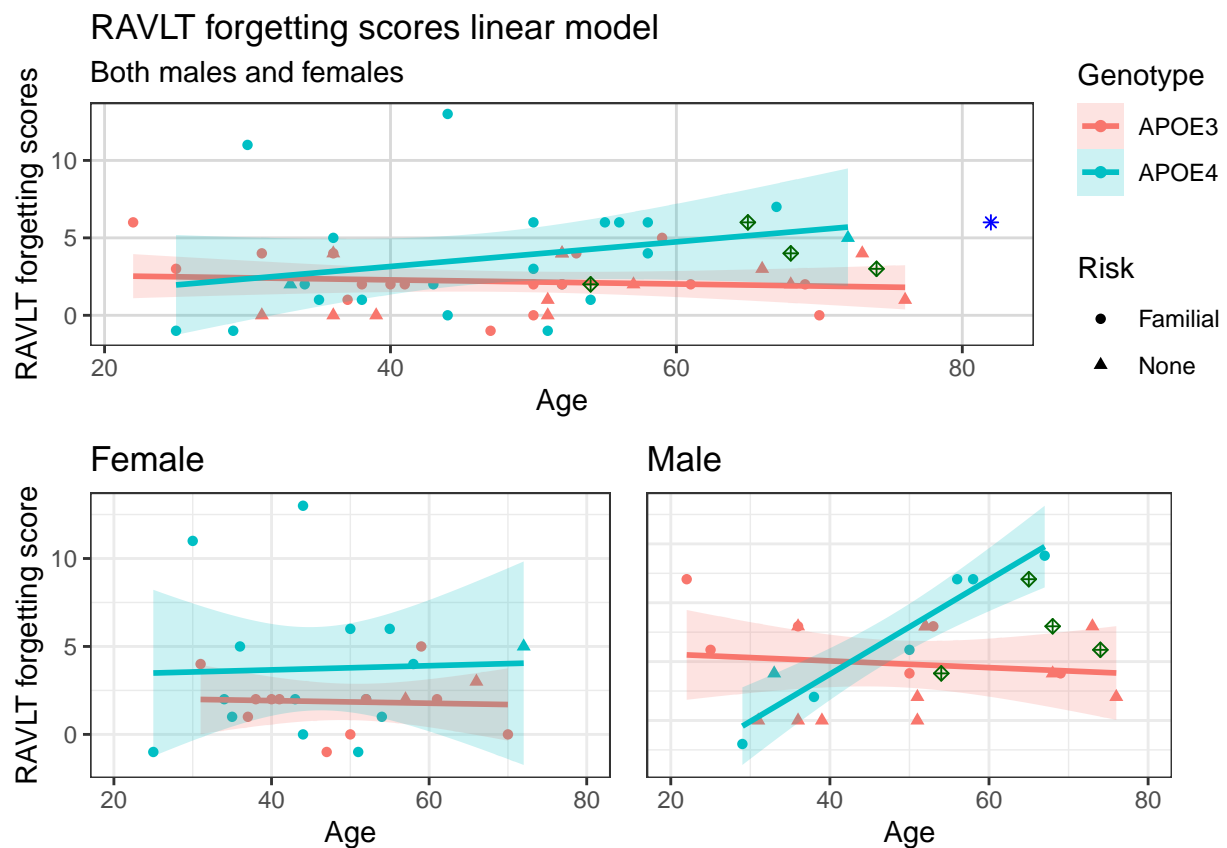 RAVLT forgetting scores linear model
Both males and females
RAVLT forgetting scores
10
5
0
20 40 60 80
Age
Genotype
APOE3
APOE4
Risk
Familial
None
Female
RAVLT forgetting score
10
5
0
20 40 60 80
Age
Male
20 40 60 80
Age